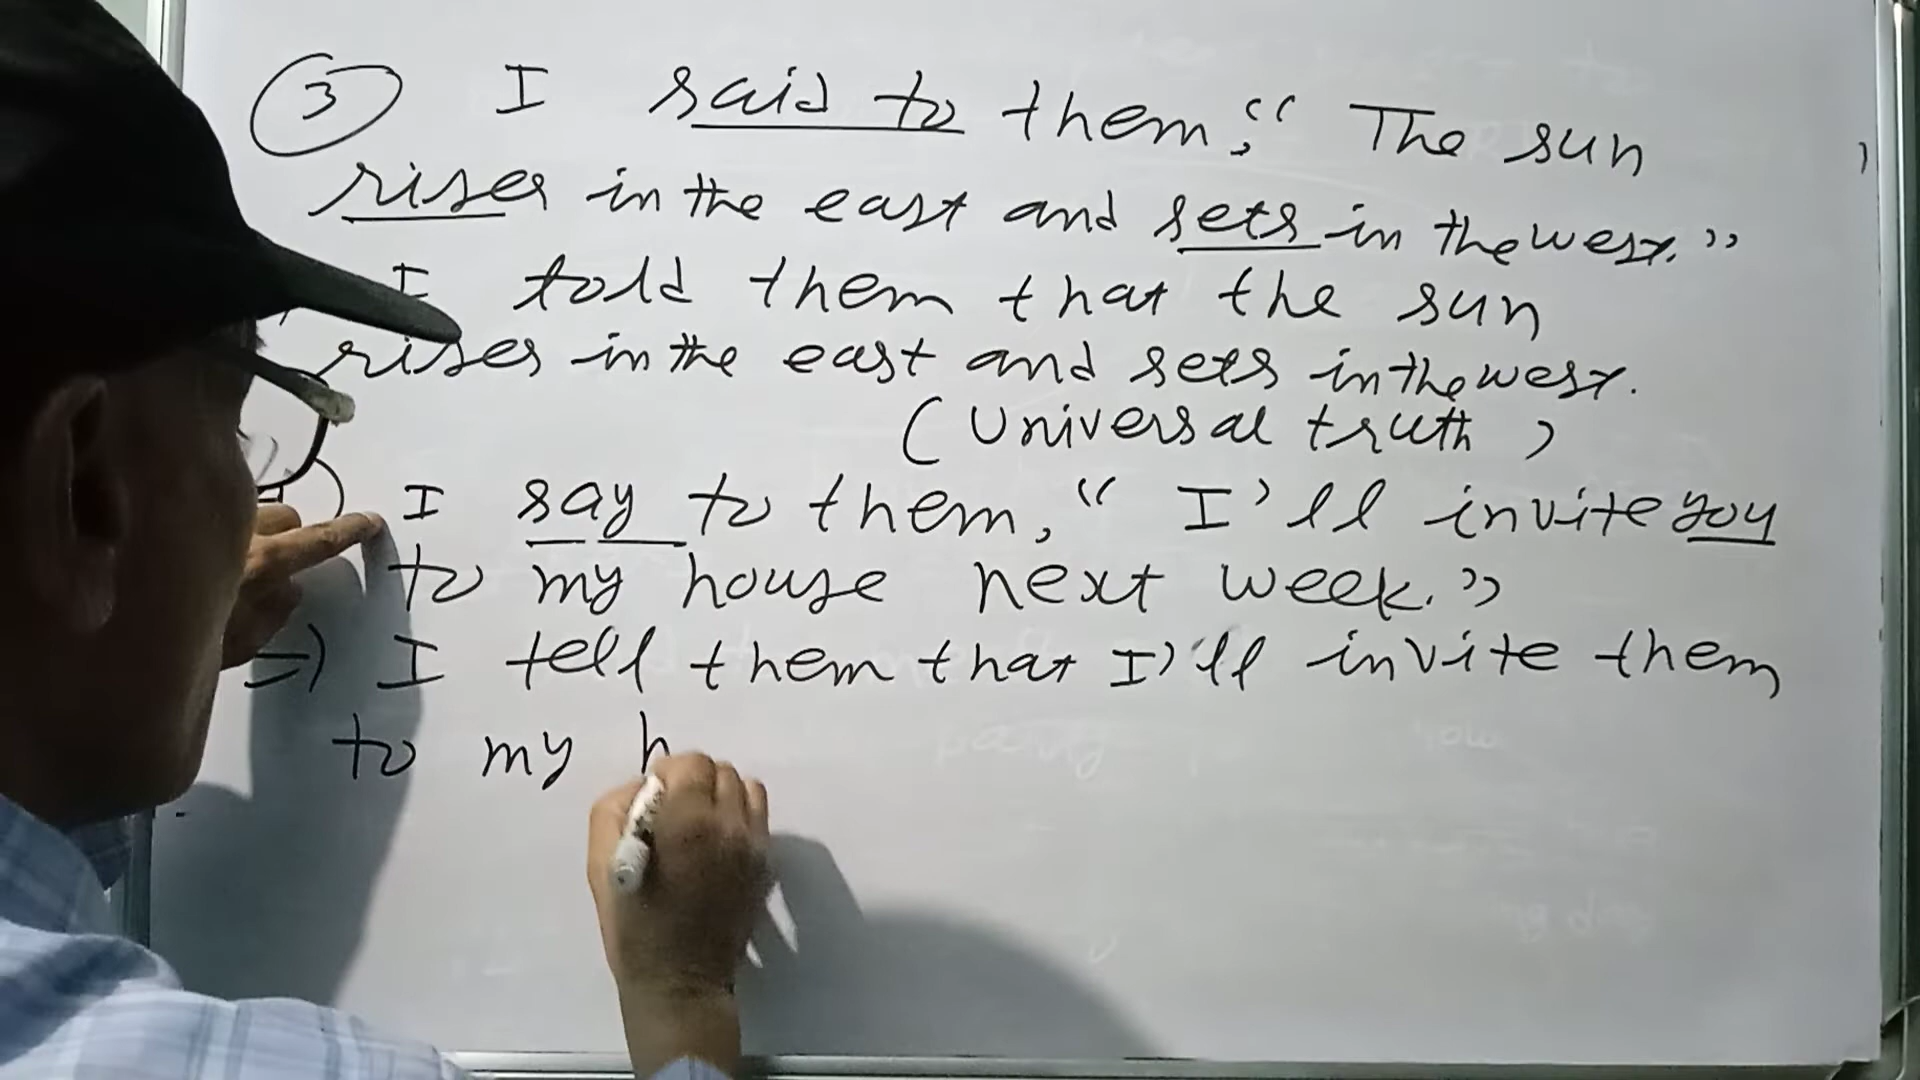 3 I said to them, “The sun
rises in the east and sets in the west.”
I told them that the sun
rises in the east and sets in the west.
(Universal truth)
I say to them, “I'll invite you
to my house next week.”
=) I tell them that I'll invite them
to my h